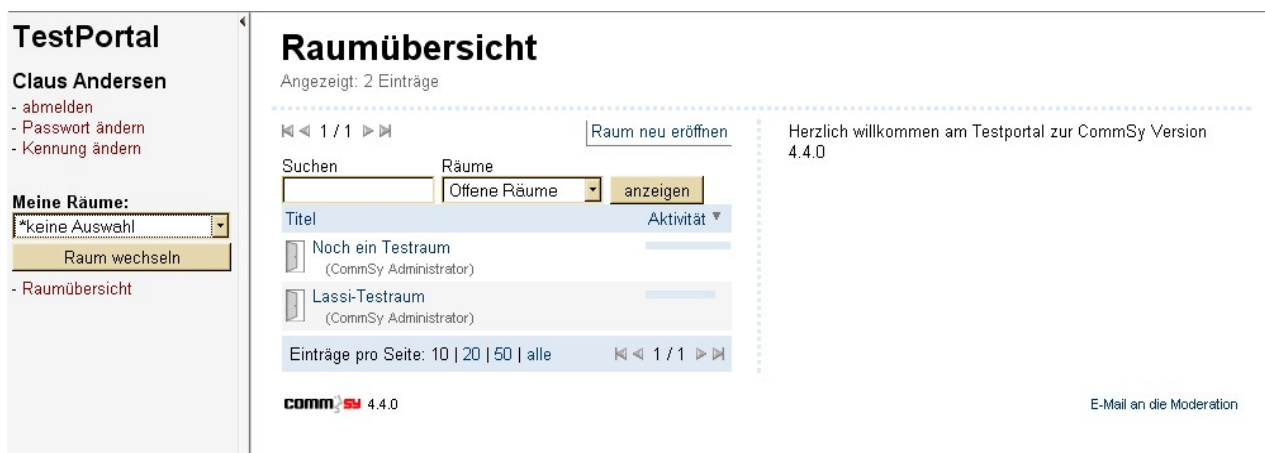 TestPortal
Claus Andersen
- abmelden
- Passwort ändern
- Kennung ändern
Meine Räume:
*keine Auswahl
Raum wechseln
- Raumübersicht
Raumübersicht
Angezeigt: 2 Einträge
1 / 1
Raum neu eröffnen
Suchen
Räume
Offene Räume
anzeigen
Titel
Aktivität
Noch ein Testraum
(CommSy Administrator)
Lassi-Testraum
(CommSy Administrator)
Einträge pro Seite: 10 | 20 | 50 | alle
1 / 1
Herzlich willkommen am Testportal zur CommSy Version
4.4.0
commsy 4.4.0
E-Mail an die Moderation